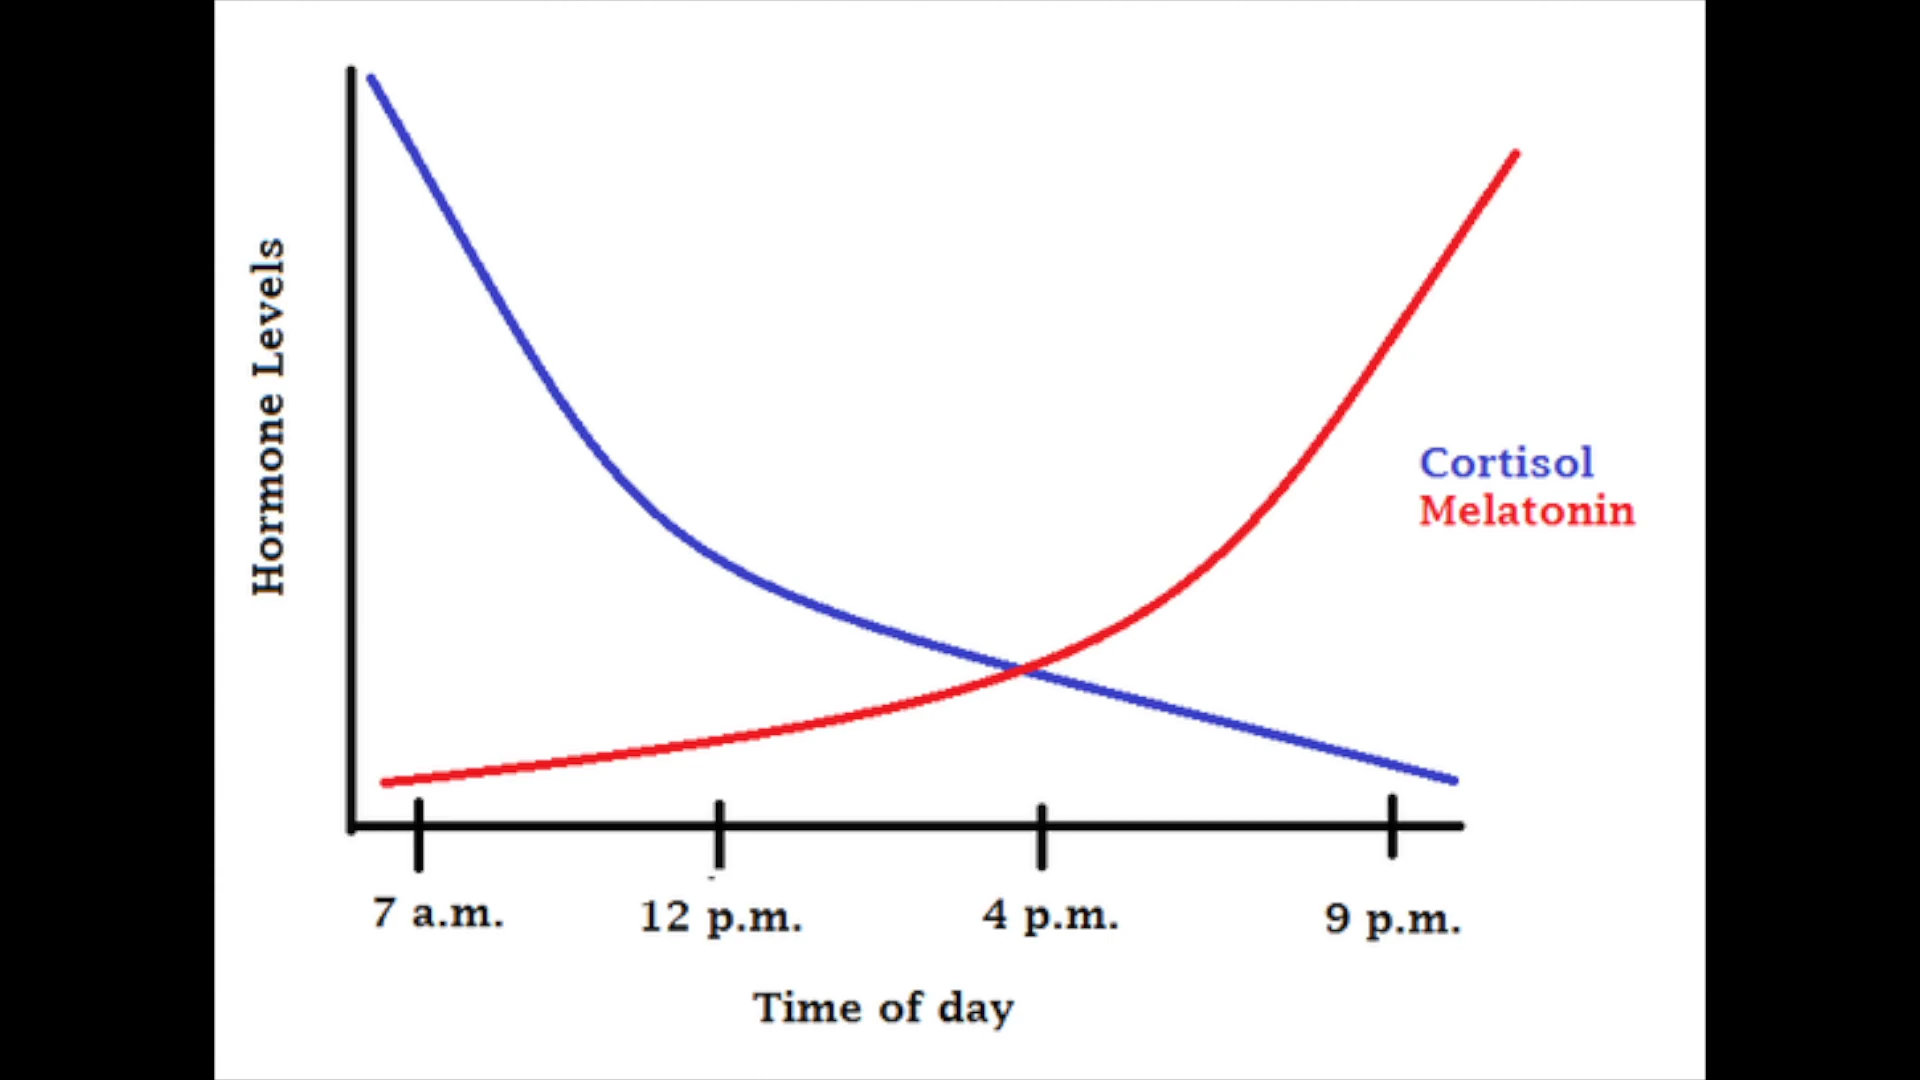 Hormone Levels
Cortisol
Melatonin
7 a.m.
12 p.m.
4 p.m.
9 p.m.
Time of day